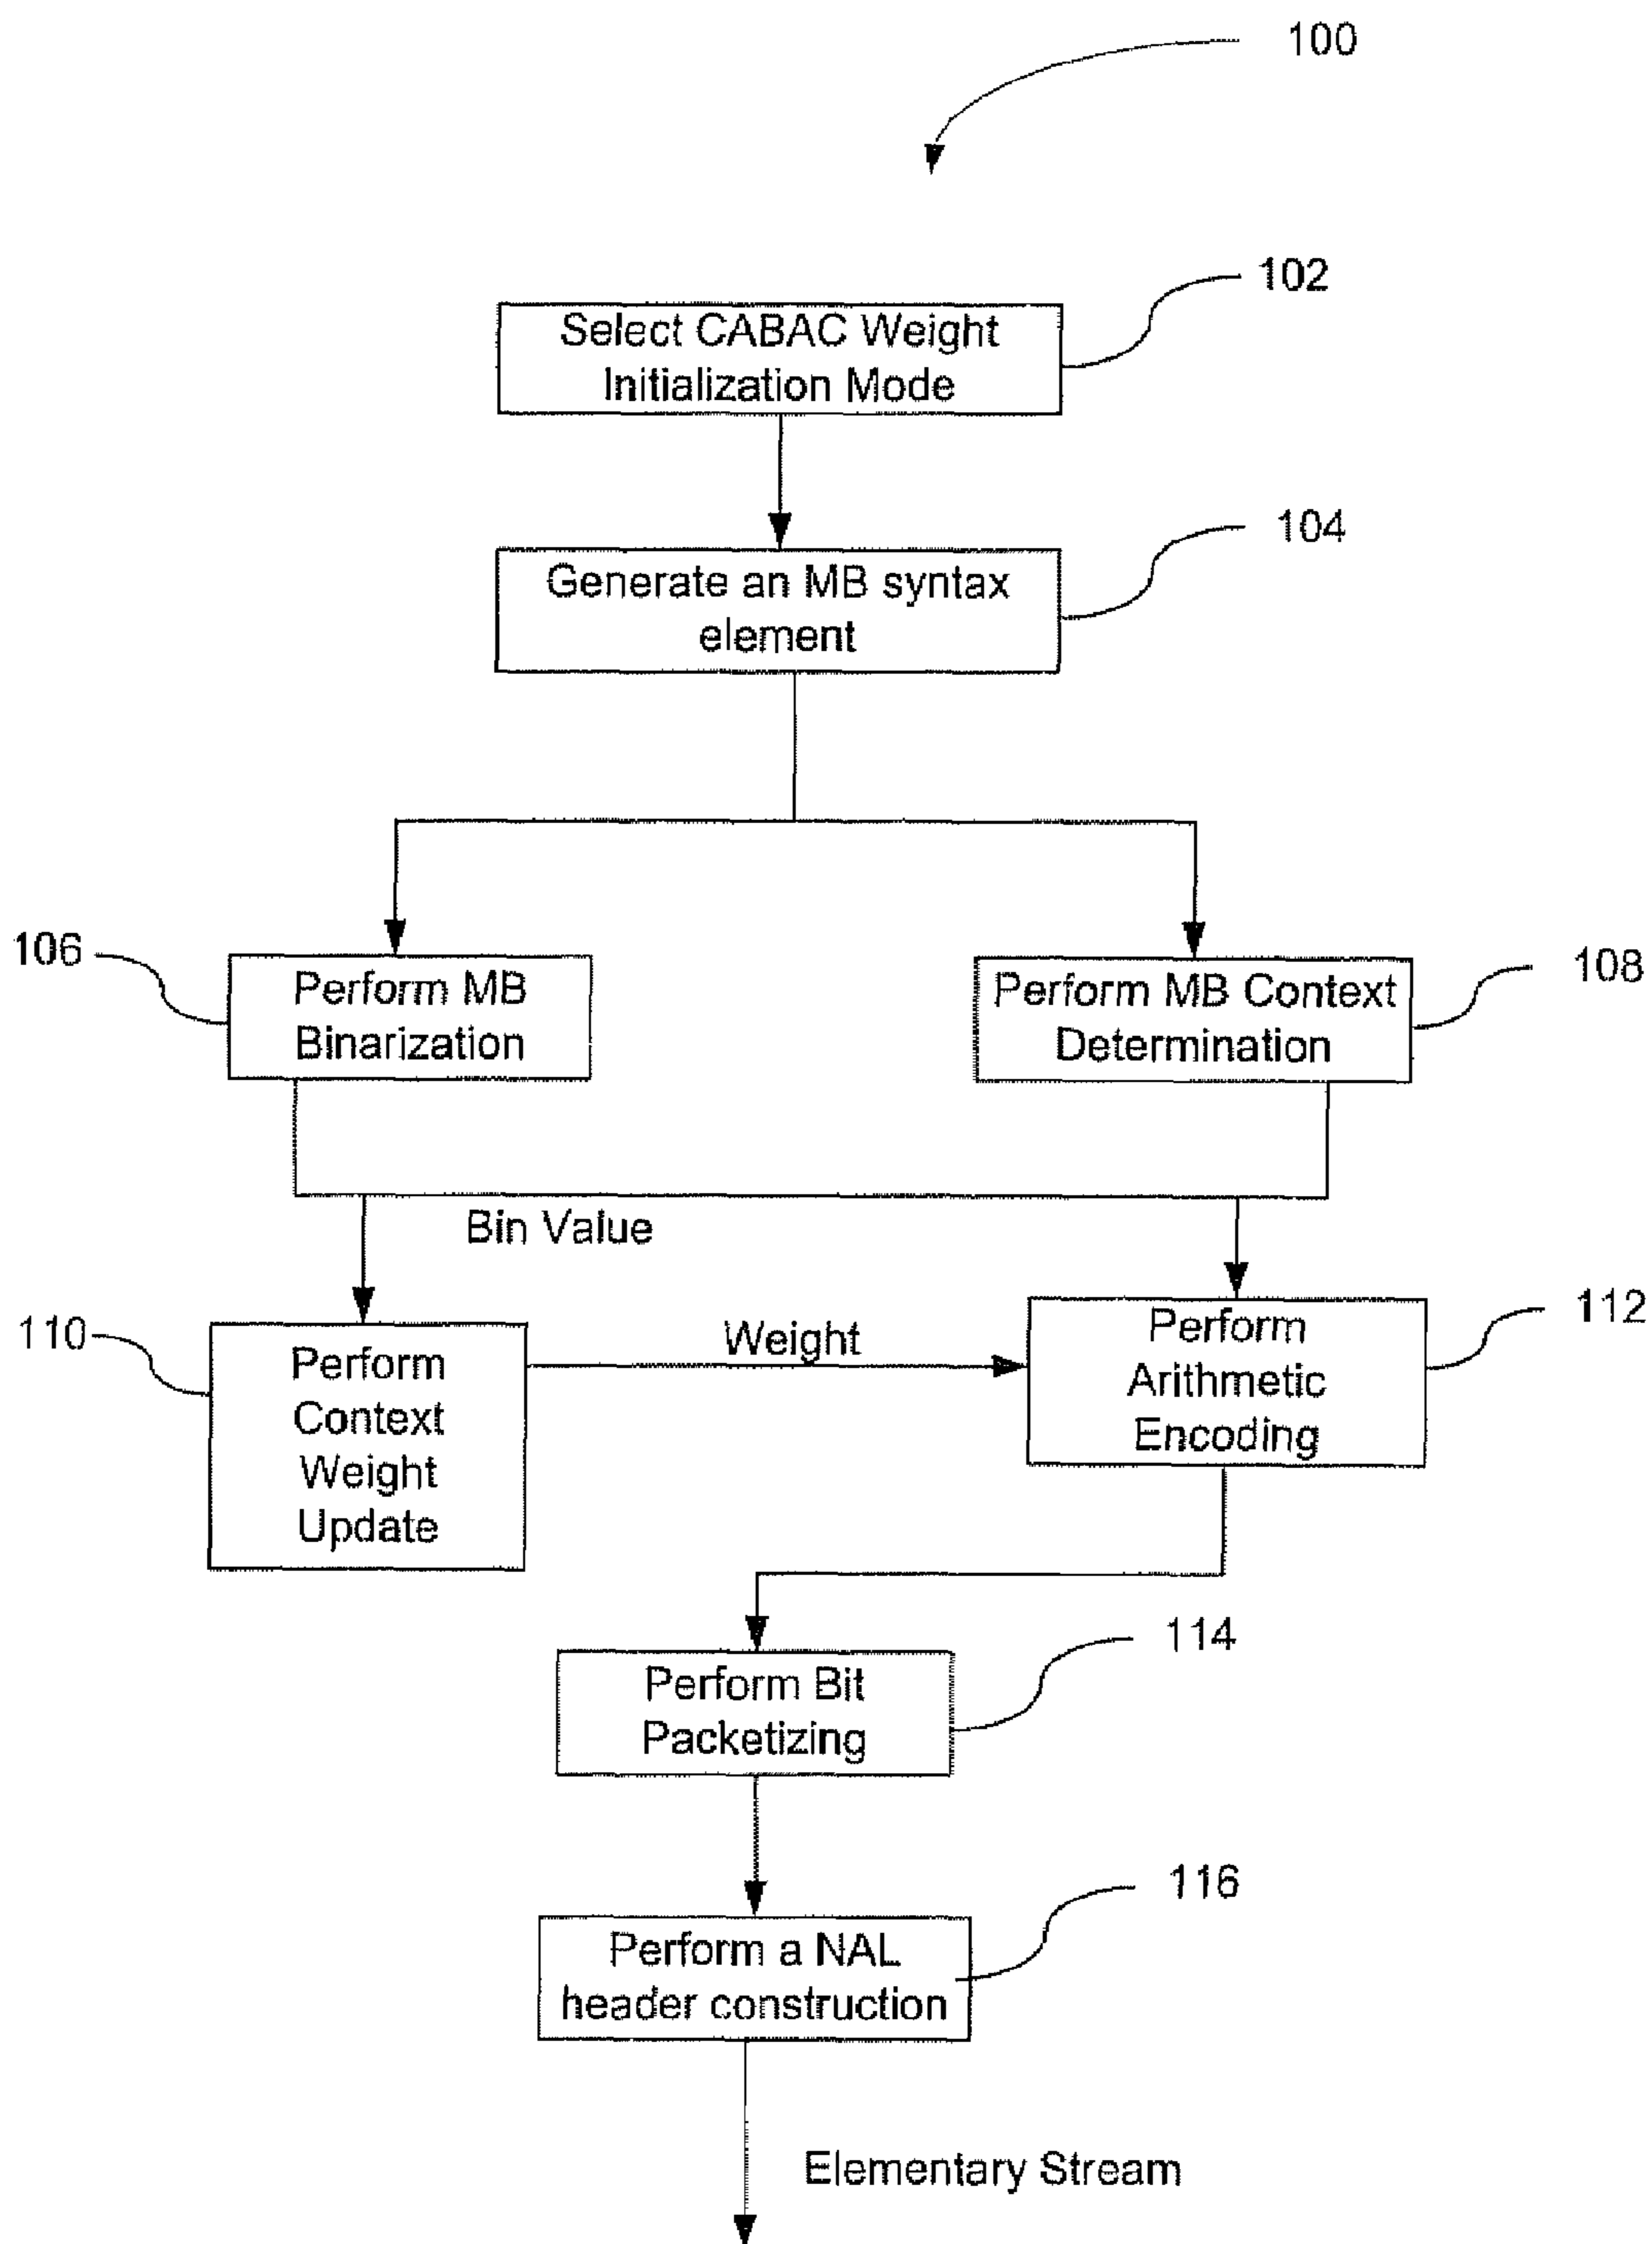 100
102
Select CABAC Weight
Initialization Mode
104
Generate an MB syntax
element
106
Perform MB
Binarization
108
Perform MB Context
Determination
Bin Value
110
Perform
Context
Weight
Update
Weight
112
Perform
Arithmetic
Encoding
114
Perform Bit
Packetizing
116
Perform a NAL
header construction
Elementary Stream